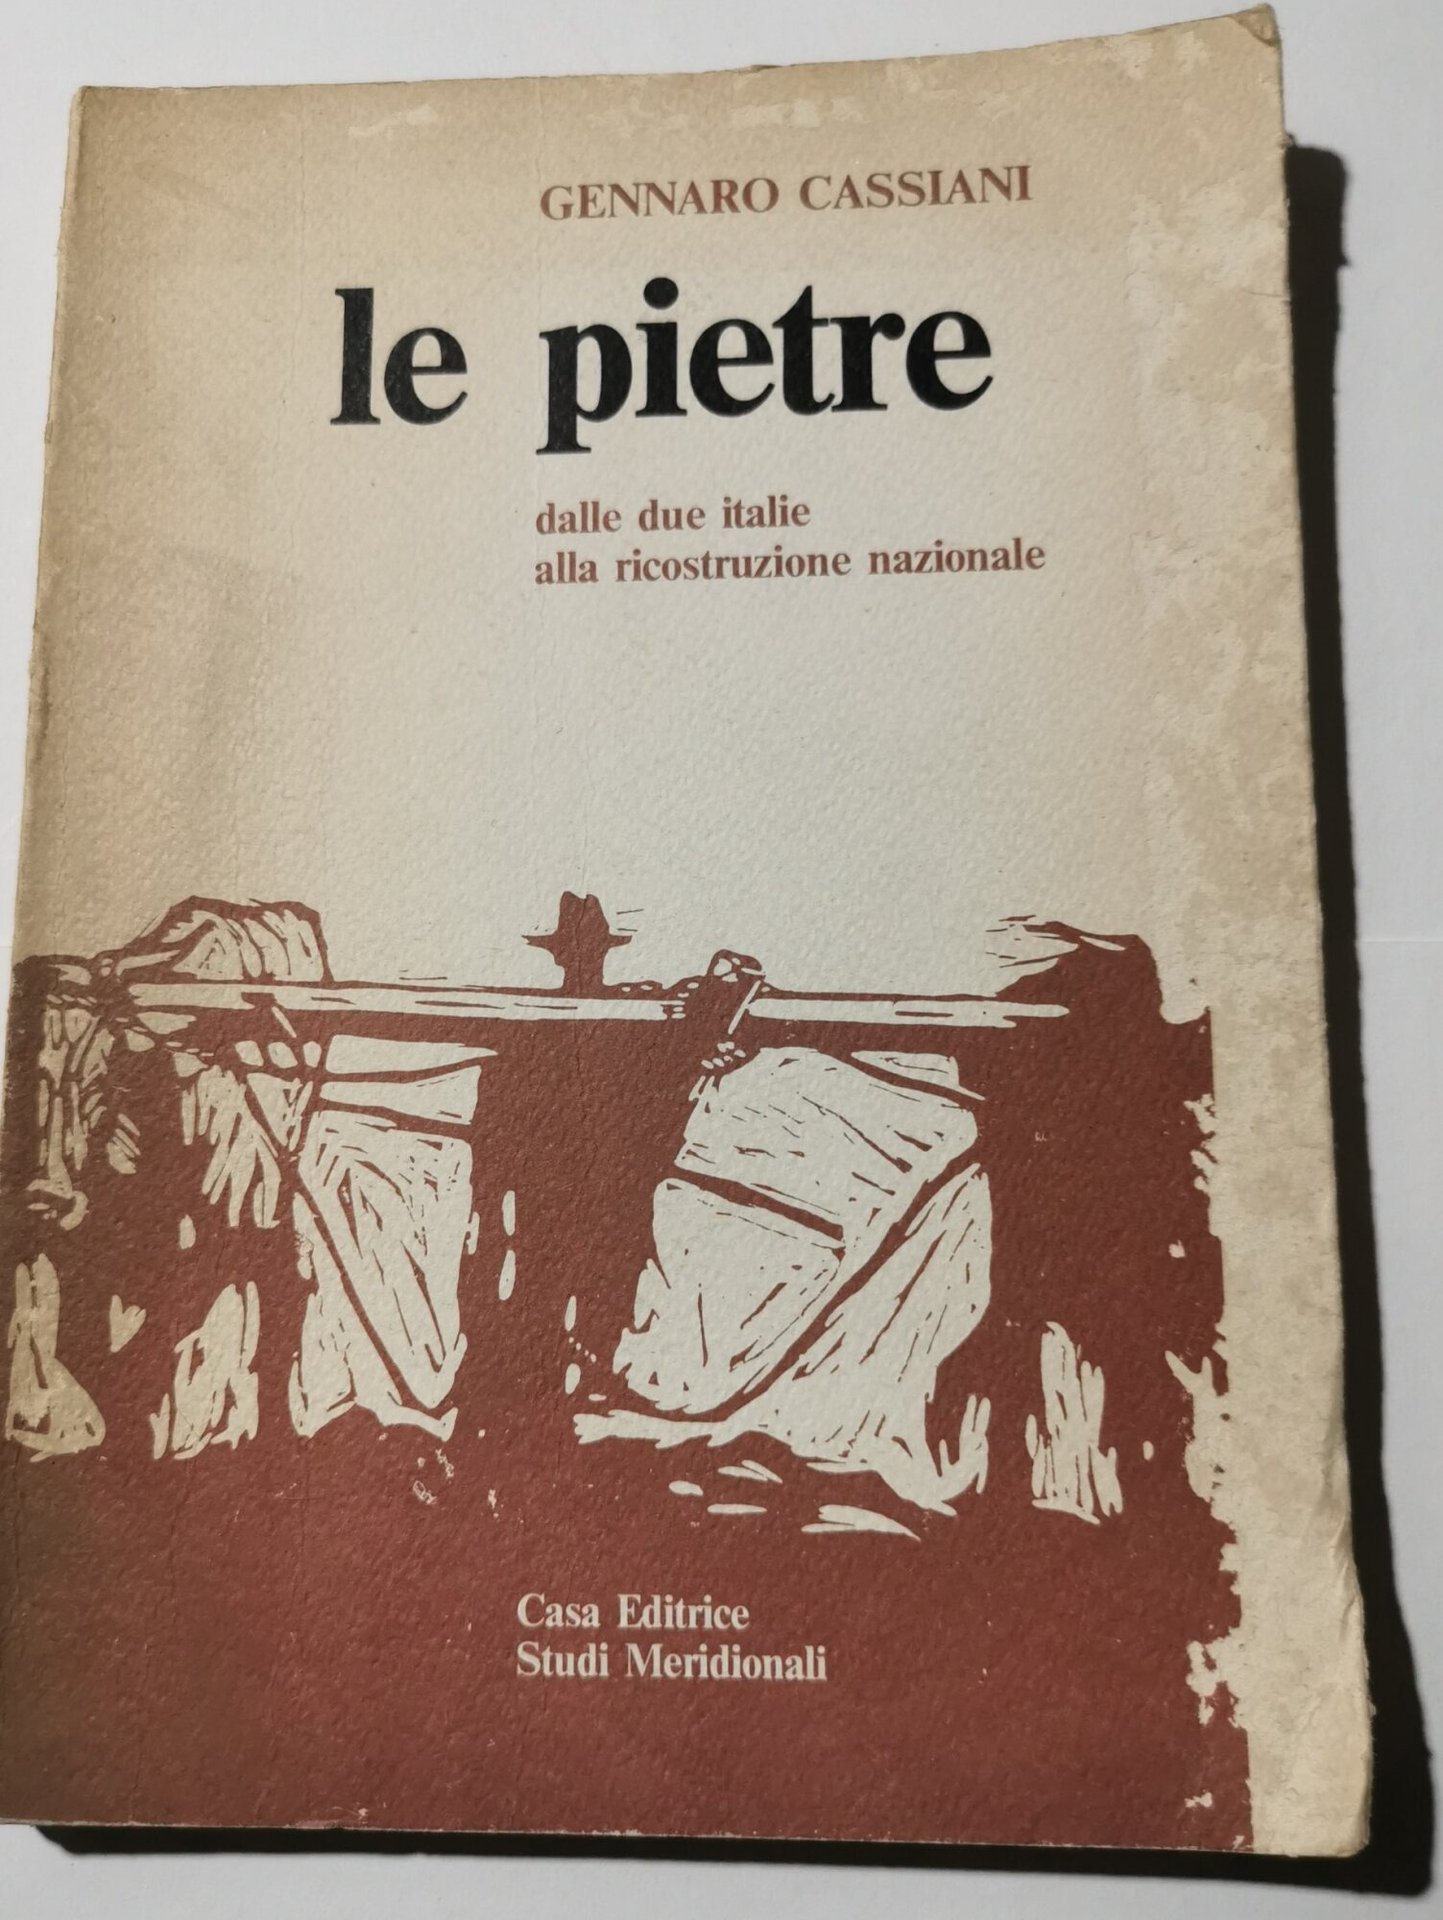 GENNARO CASSIANI
le pietre
dalle due italie
alla ricostruzione nazionale
Casa Editrice
Studi Meridionali